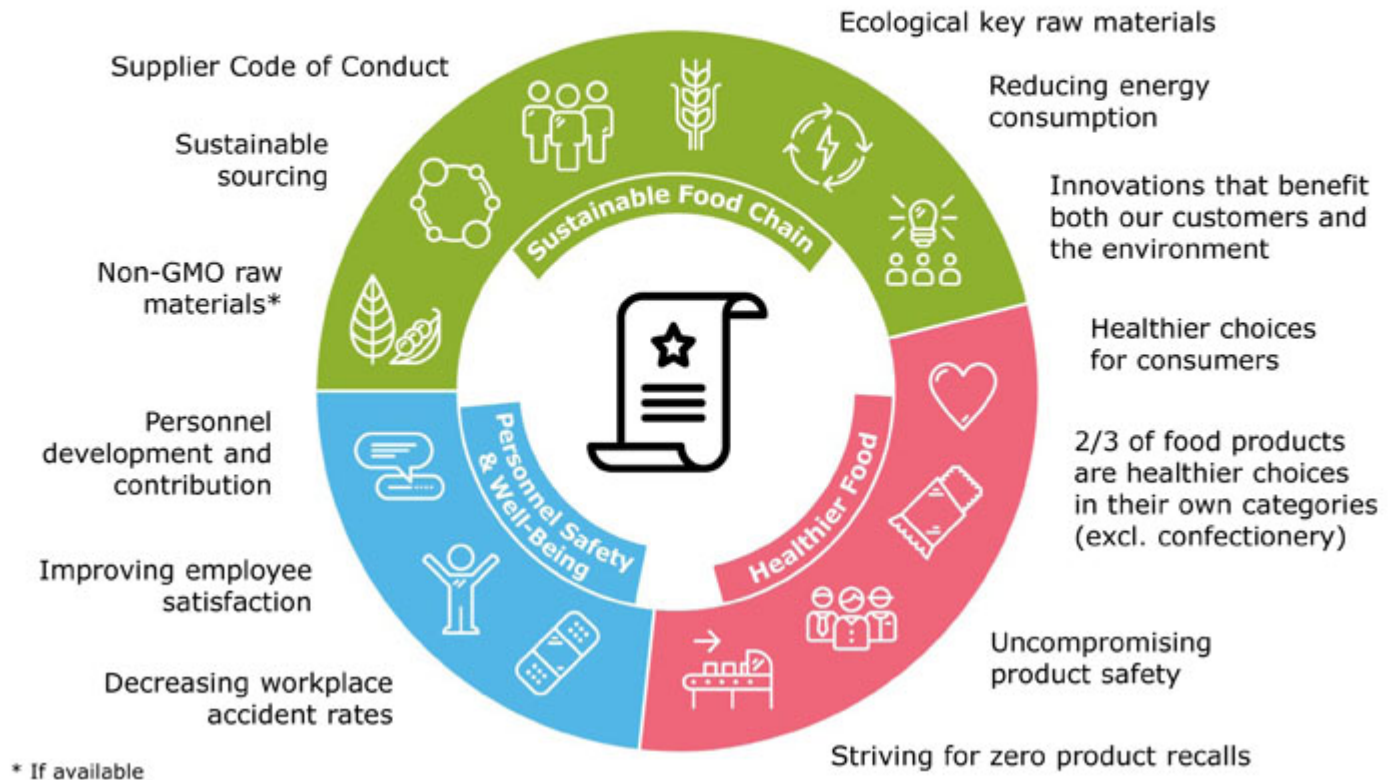 Ecological key raw materials
Supplier Code of Conduct
Reducing energy
consumption
Sustainable
sourcing
Innovations that benefit
both our customers and
the environment
Sustainable Food Chain
Non-GMO raw
materials*
Healthier choices
for consumers
Personnel
development and
contribution
2/3 of food products
are healthier choices
in their own categories
(excl. confectionery)
Personnel Safety
& Well-Being
Healthier Food
Improving employee
satisfaction
Uncompromising
product safety
Decreasing workplace
accident rates
Striving for zero product recalls
* If available